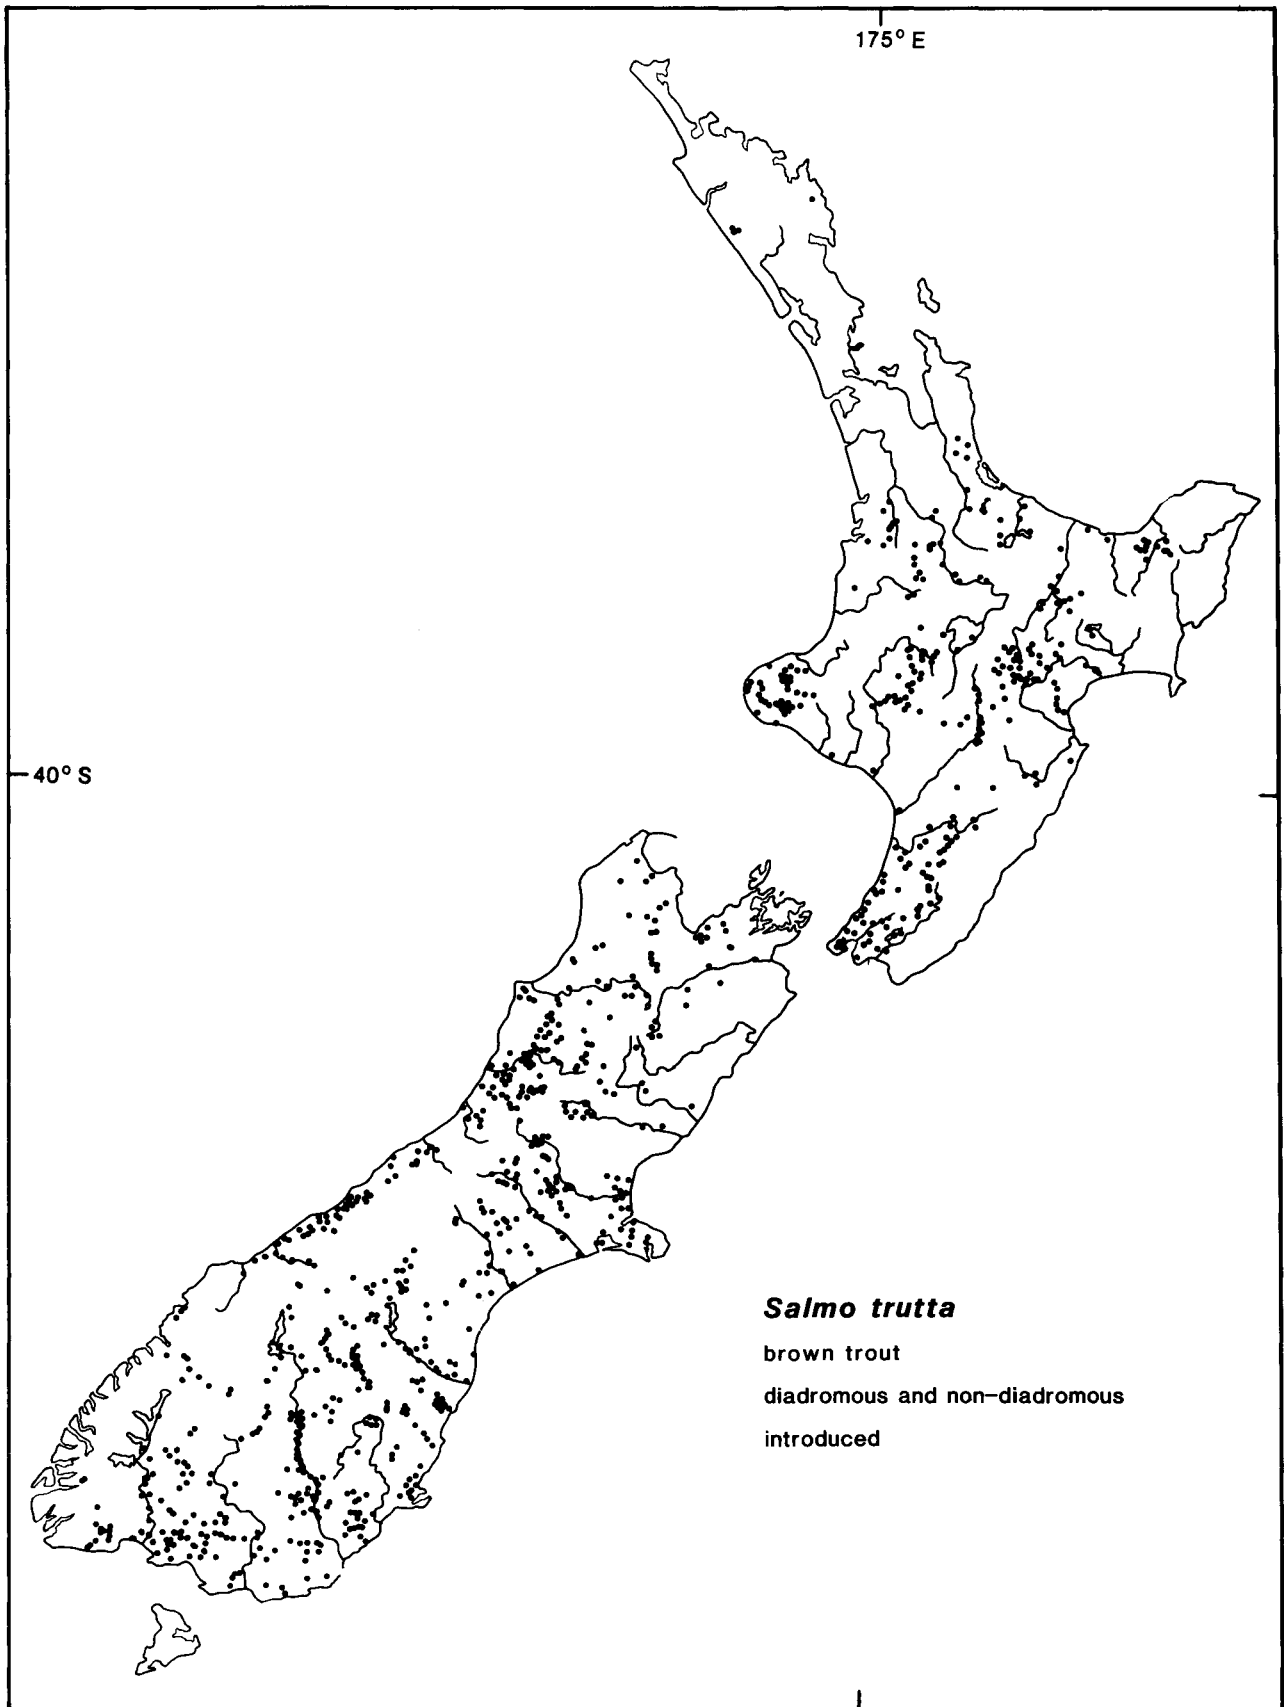 175° E
40° S
Salmo trutta
brown trout
diadromous and non-diadromous
introduced